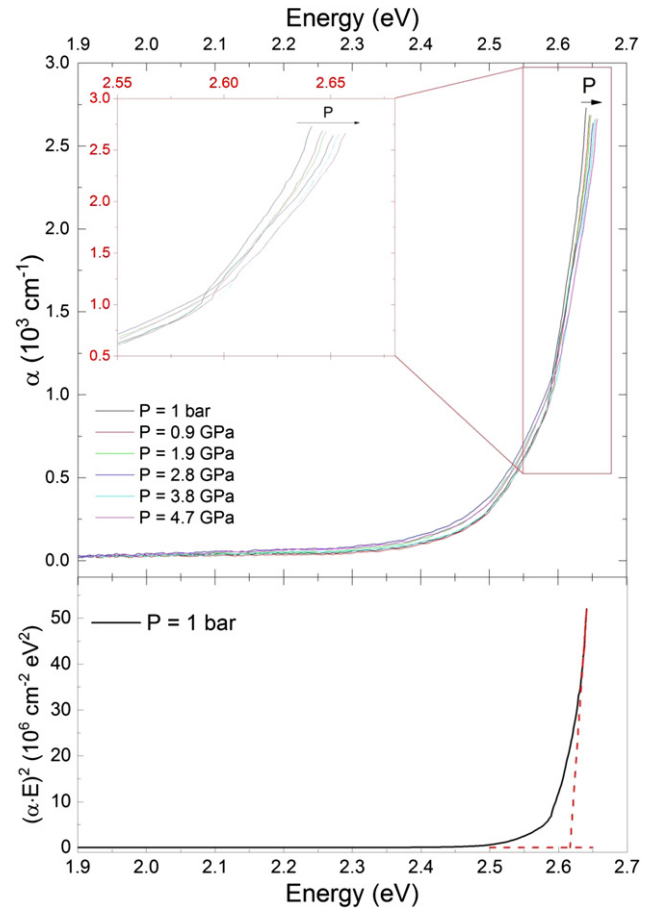 Energy (eV)
1.9 2.0 2.1 2.2 2.3 2.4 2.5 2.6 2.7
2.55 2.60 2.65
3.0
3.0
P
P
2.5
2.5
2.0
2.0
1.5
1.5
1.0
1.0
0.5
0.5
0.0
α (10³ cm⁻¹)
P = 1 bar
P = 0.9 GPa
P = 1.9 GPa
P = 2.8 GPa
P = 3.8 GPa
P = 4.7 GPa
50
40
30
20
10
0
(α·E)² (10⁶ cm⁻² eV²)
P = 1 bar
1.9 2.0 2.1 2.2 2.3 2.4 2.5 2.6 2.7
Energy (eV)